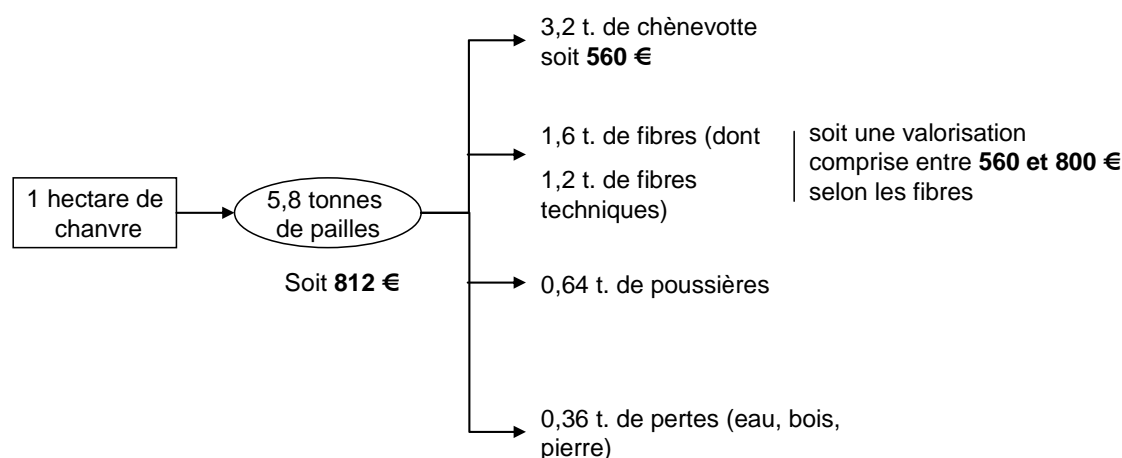 1 hectare de
chanvre
5,8 tonnes
de pailles
Soit 812 €
3,2 t. de chènevotte
soit 560 €
1,6 t. de fibres (dont
1,2 t. de fibres
techniques)
soit une valorisation
comprise entre 560 et 800 €
selon les fibres
0,64 t. de poussières
0,36 t. de pertes (eau, bois,
pierre)